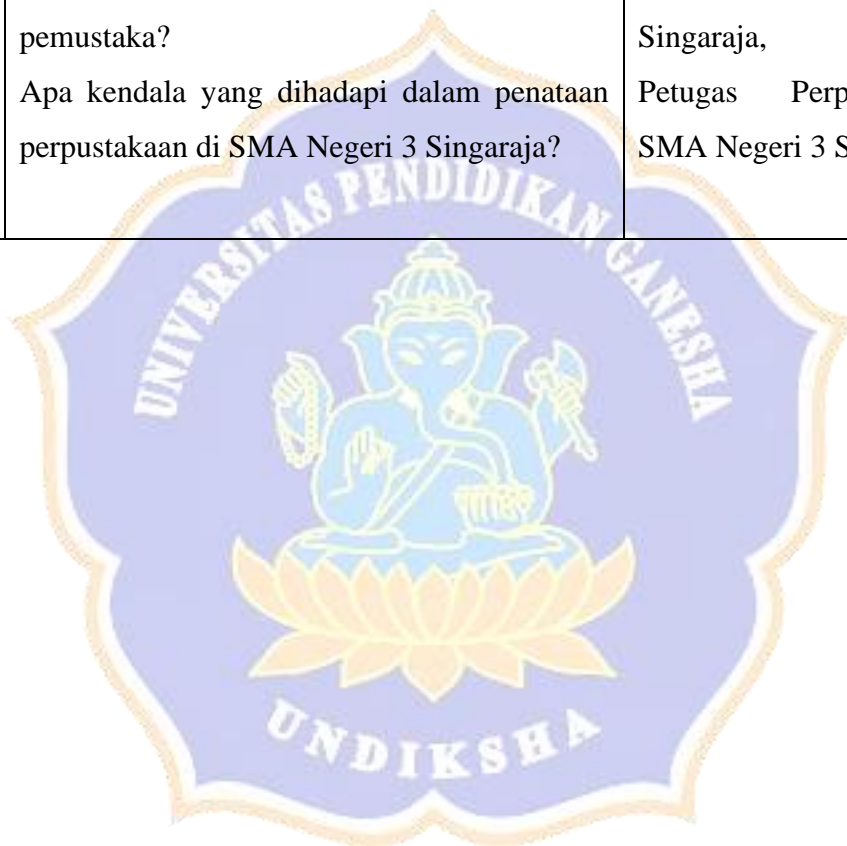 pemustaka?
Apa kendala yang dihadapi dalam penataan
perpustakaan di SMA Negeri 3 Singaraja?
Singaraja,
Petugas Perp
SMA Negeri 3 S
UNIVERSITAS PENDIDIKAN GANESHA
UNDIKSHA